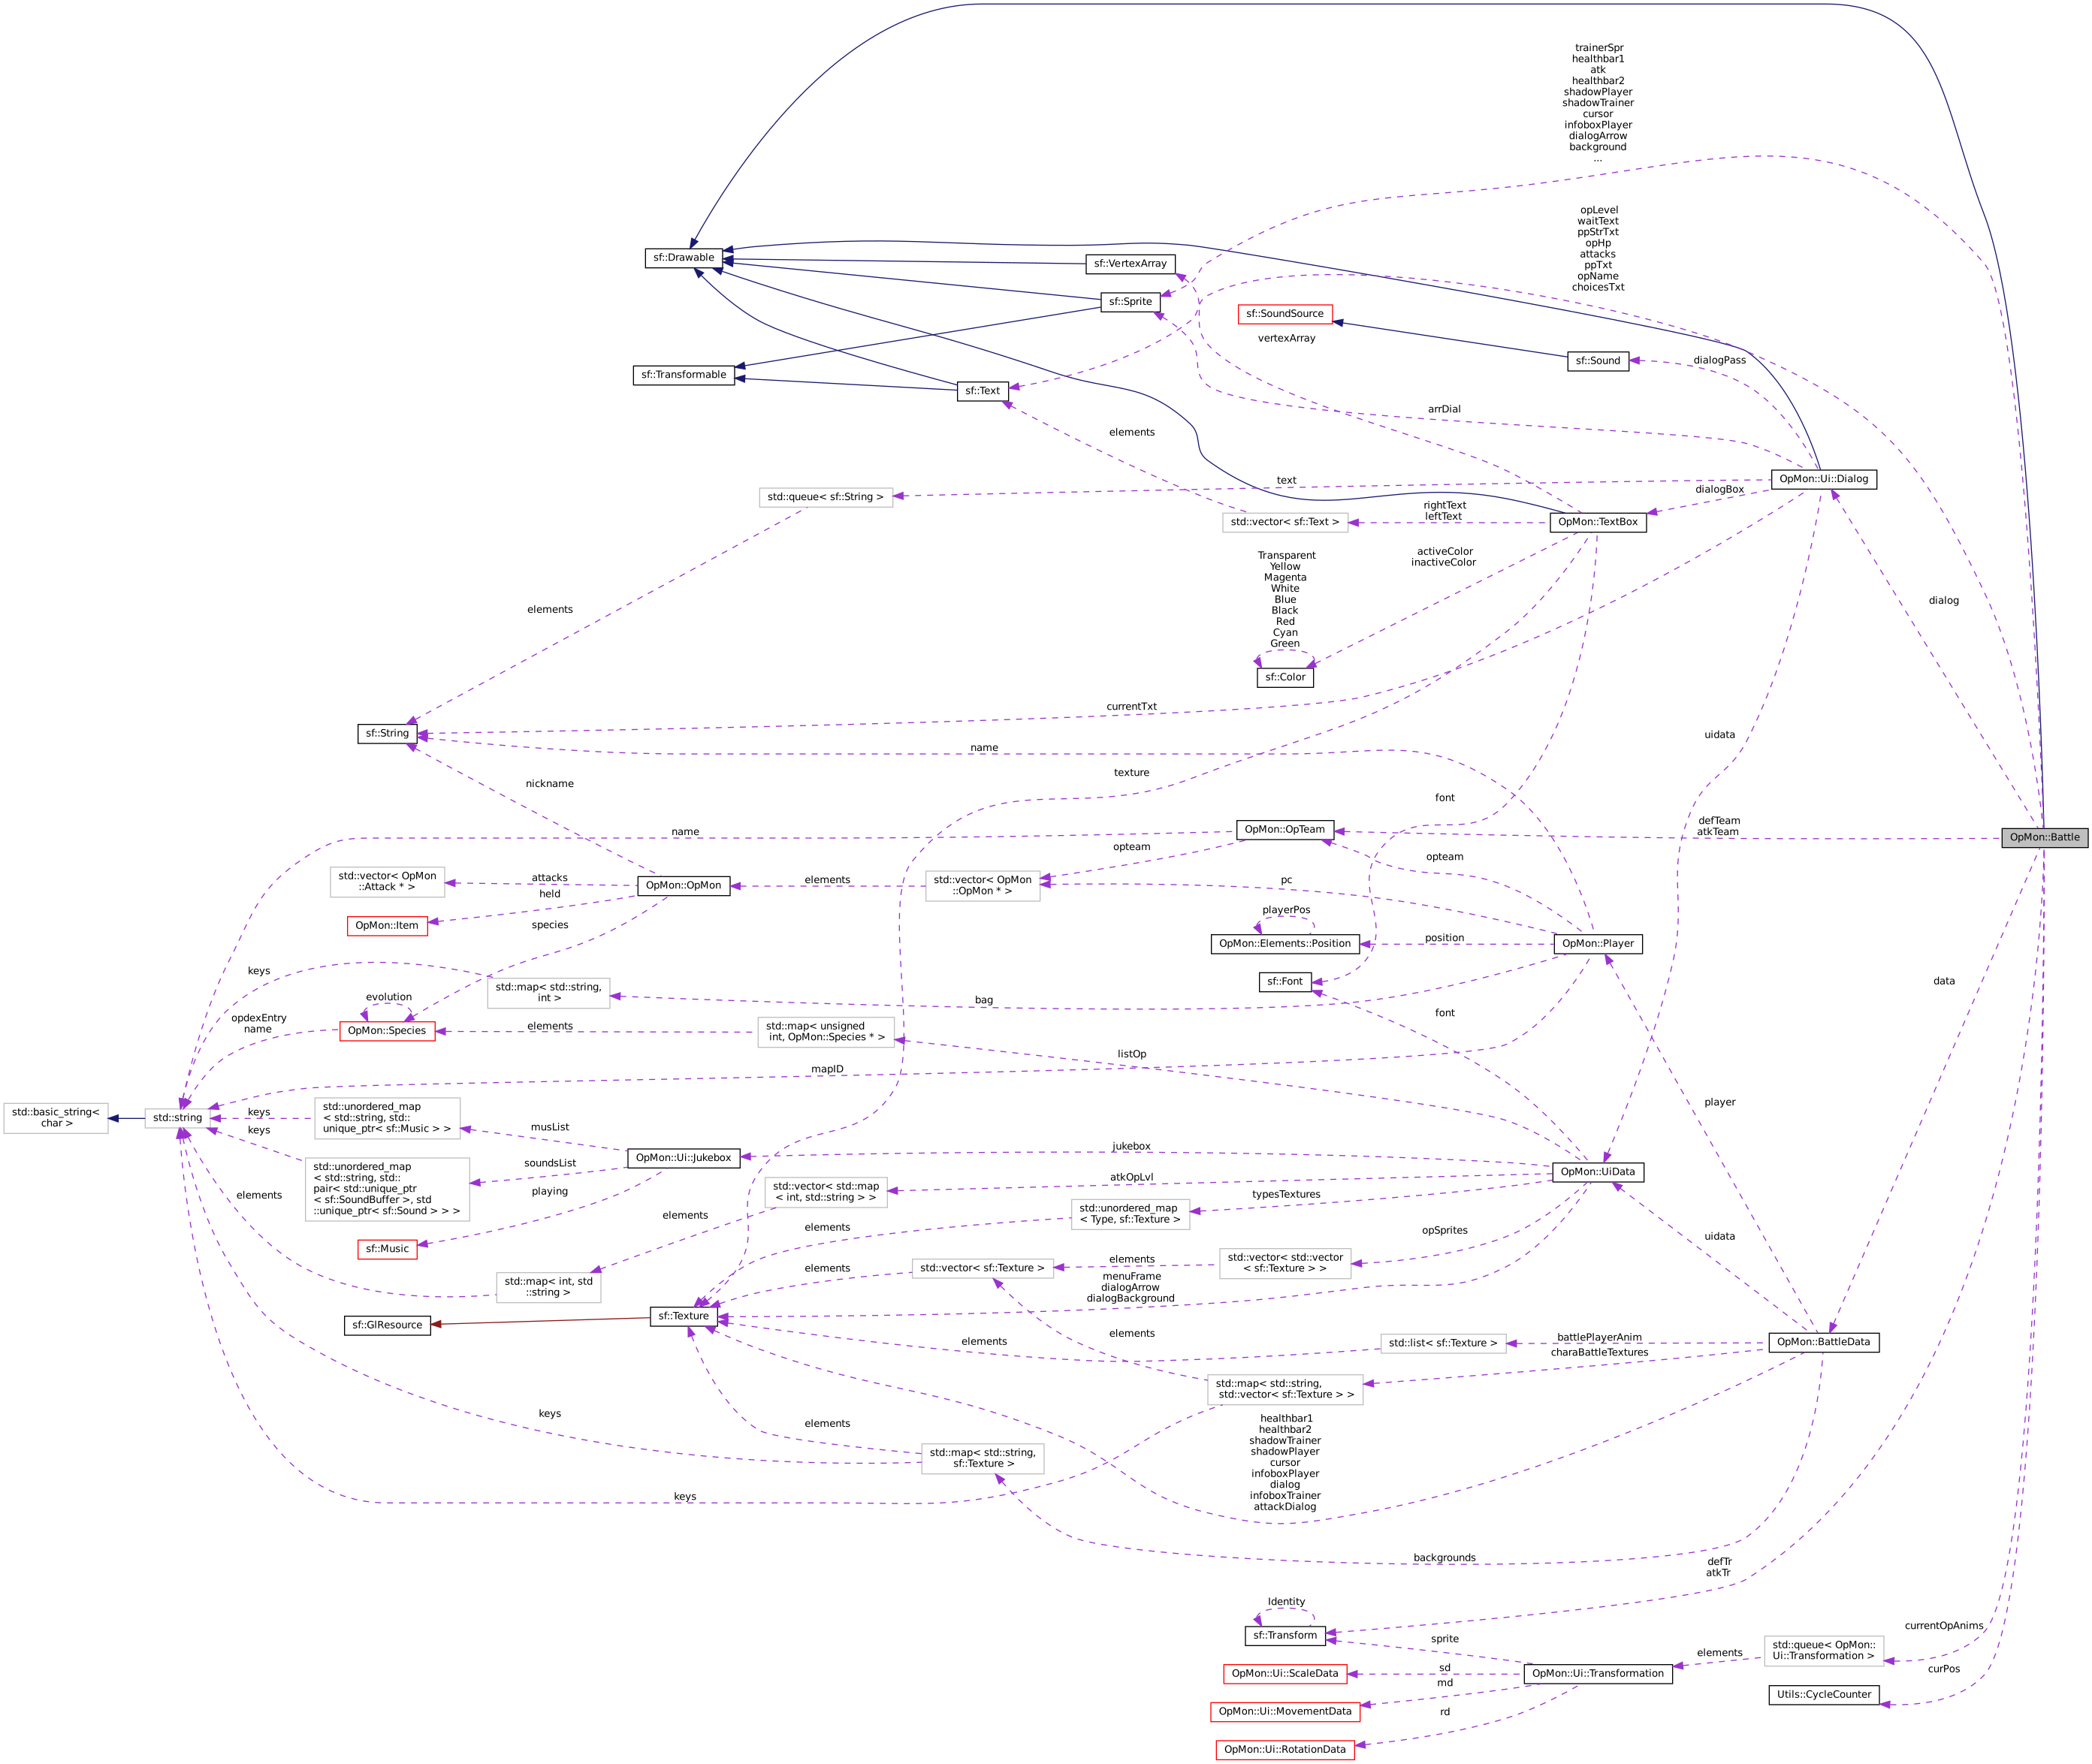 trainerSpr
healthbar1
atk
healthbar2
shadowPlayer
shadowTrainer
cursor
infoboxPlayer
dialogArrow
background
...
opLevel
waitText
ppStrTxt
opHp
attacks
ppTxt
opName
choicesTxt
sf::Drawable
sf::VertexArray
sf::Sprite
sf::SoundSource
vertexArray
sf::Sound
dialogPass
sf::Transformable
sf::Text
arrDial
elements
OpMon::Ui::Dialog
text
dialogBox
std::queue< sf::String >
rightText
leftText
std::vector< sf::Text >
OpMon::TextBox
activeColor
inactiveColor
Transparent
Yellow
Magenta
White
Blue
Black
Red
Cyan
Green
elements
dialog
sf::Color
currentTxt
sf::String
name
uidata
nickname
texture
font
name
OpMon::OpTeam
defTeam
atkTeam
OpMon::Battle
opteam
opteam
std::vector< OpMon
::Attack * >
attacks
held
OpMon::OpMon
elements
std::vector< OpMon
::OpMon * >
pc
playerPos
OpMon::Item
species
OpMon::Elements::Position
position
OpMon::Player
keys
std::map< std::string,
int >
bag
sf::Font
data
evolution
opdexEntry
name
OpMon::Species
elements
std::map< unsigned
int, OpMon::Species * >
font
listOp
mapID
std::basic_string<
char >
std::string
keys
keys
std::unordered_map
< std::string, std::
unique_ptr< sf::Music > >
musList
player
OpMon::Ui::Jukebox
jukebox
std::unordered_map
< std::string, std::
pair< std::unique_ptr
< sf::SoundBuffer >, std
::unique_ptr< sf::Sound > > >
soundsList
playing
OpMon::UiData
atkOpLvl
std::vector< std::map
< int, std::string > >
elements
elements
typesTextures
std::unordered_map
< Type, sf::Texture >
elements
sf::Music
opSprites
uidata
std::vector< std::vector
< sf::Texture > >
elements
std::vector< sf::Texture >
elements
std::map< int, std
::string >
menuFrame
dialogArrow
dialogBackground
sf::Texture
sf::GlResource
elements
elements
std::list< sf::Texture >
battlePlayerAnim
charaBattleTextures
OpMon::BattleData
std::map< std::string,
std::vector< sf::Texture > >
keys
elements
healthbar1
healthbar2
shadowTrainer
shadowPlayer
cursor
infoboxPlayer
dialog
infoboxTrainer
attackDialog
std::map< std::string,
sf::Texture >
keys
backgrounds
defTr
atkTr
Identity
sf::Transform
sprite
currentOpAnims
std::queue< OpMon::
Ui::Transformation >
elements
OpMon::Ui::ScaleData
sd
OpMon::Ui::Transformation
curPos
md
Utils::CycleCounter
OpMon::Ui::MovementData
rd
OpMon::Ui::RotationData